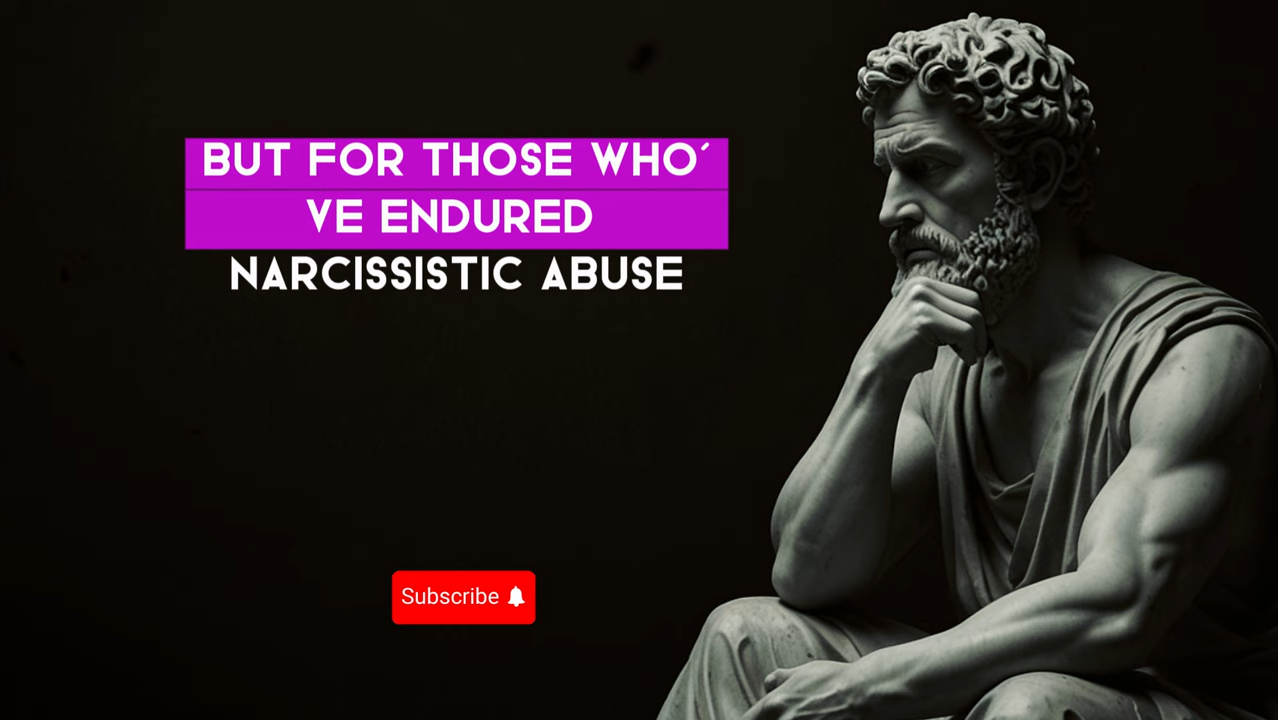 BUT FOR THOSE WHO´
VE ENDURED
NARCISSISTIC ABUSE
Subscribe